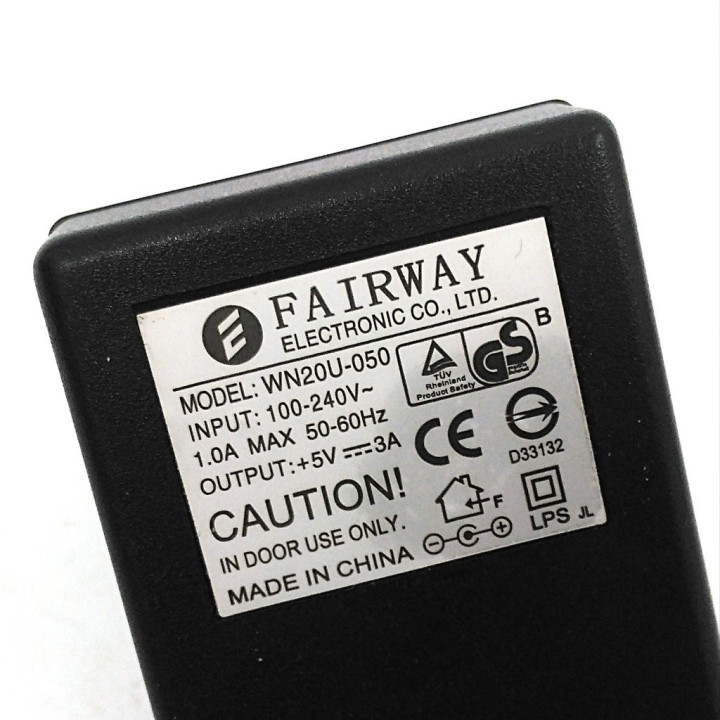 FAIRWAY
ELECTRONIC CO., LTD.
MODEL: WN20U-050
INPUT: 100-240V~
1.0A MAX 50-60Hz
OUTPUT: +5V ⎓ 3A
TÜV
Rheinland
Product Safety
GS
B
CE
D33132
CAUTION!
IN DOOR USE ONLY.
F
MADE IN CHINA
- C +
LPS JL